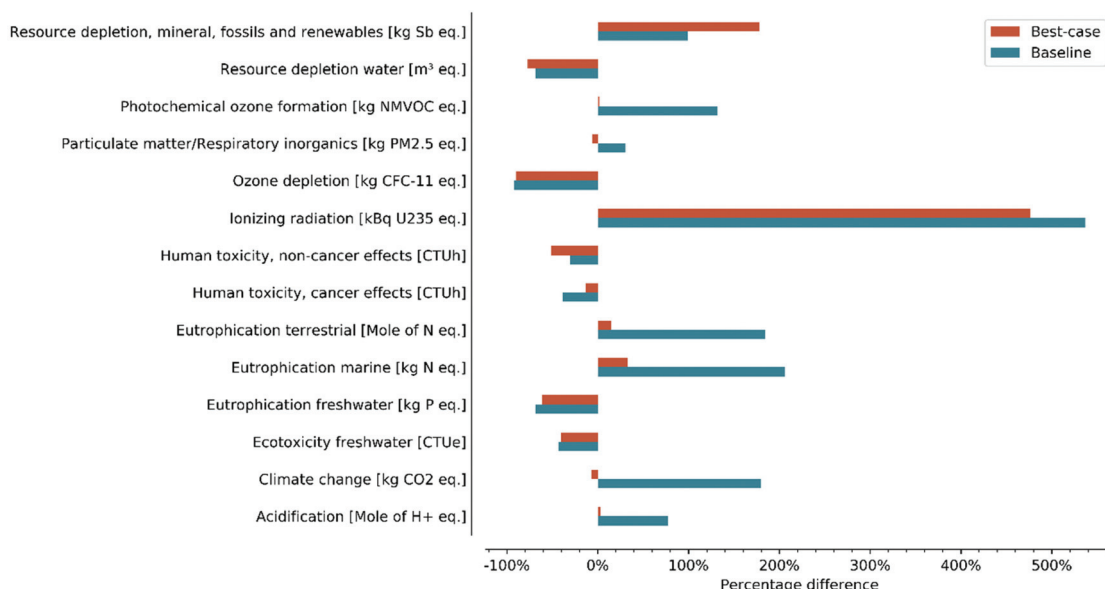 Resource depletion, mineral, fossils and renewables [kg Sb eq.]
Resource depletion water [m³ eq.]
Photochemical ozone formation [kg NMVOC eq.]
Particulate matter/Respiratory inorganics [kg PM2.5 eq.]
Ozone depletion [kg CFC-11 eq.]
Ionizing radiation [kBq U235 eq.]
Human toxicity, non-cancer effects [CTUh]
Human toxicity, cancer effects [CTUh]
Eutrophication terrestrial [Mole of N eq.]
Eutrophication marine [kg N eq.]
Eutrophication freshwater [kg P eq.]
Ecotoxicity freshwater [CTUe]
Climate change [kg CO2 eq.]
Acidification [Mole of H+ eq.]
Best-case
Baseline
-100% 0% 100% 200% 300% 400% 500%
Percentage difference